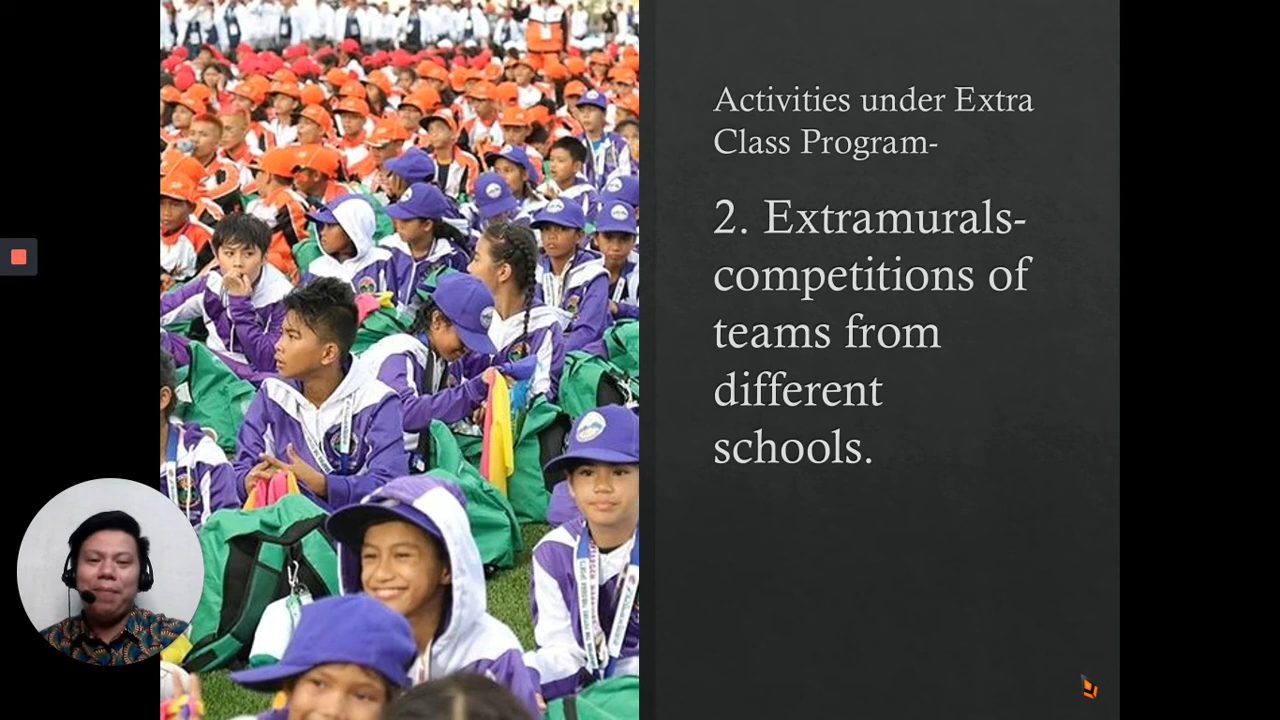 Activities under Extra
Class Program-
2. Extramurals-
competitions of
teams from
different
schools.